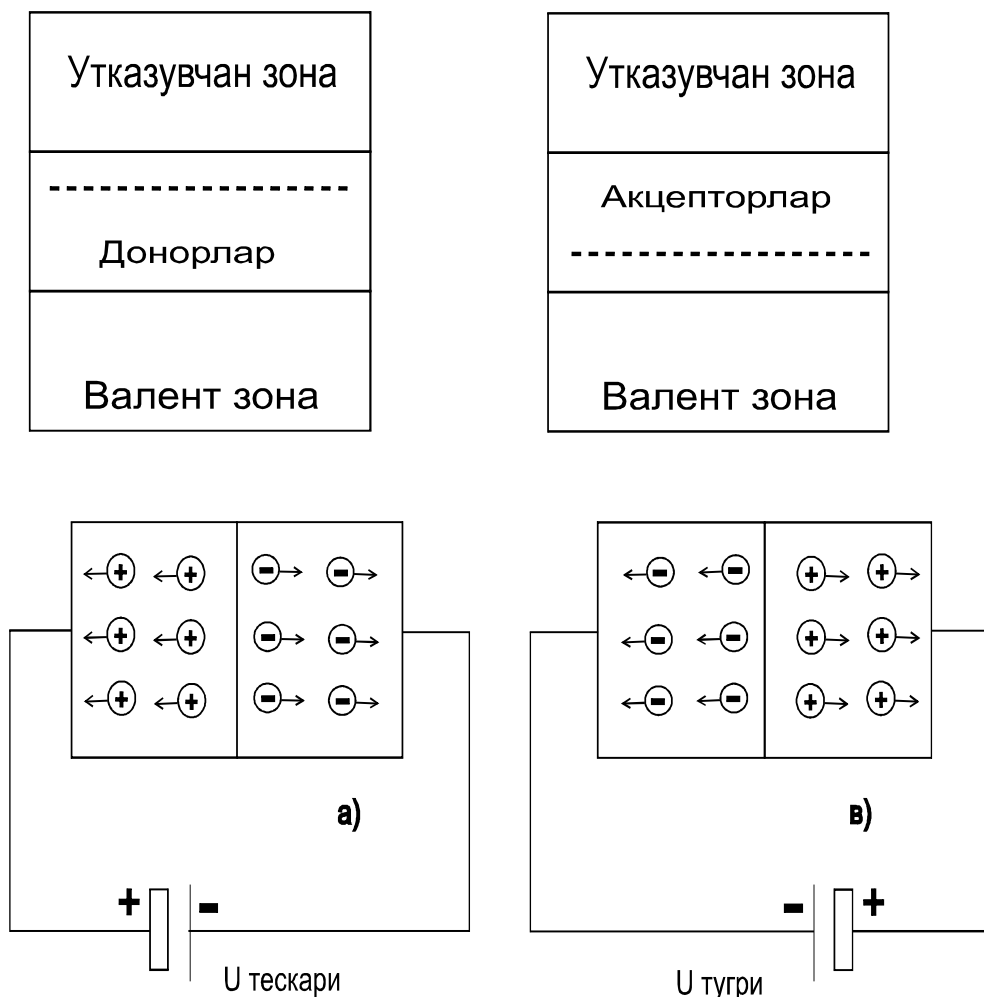 Утказувчан зона
Донорлар
Валент зона
Утказувчан зона
Акцепторлар
Валент зона
+ + - -
+ + - -
+ + - -
а)
+ -
U тескари
- - + +
- - + +
- - + +
в)
- +
U тугри